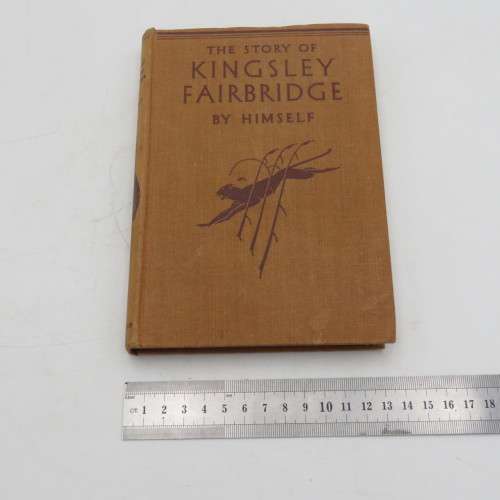 THE STORY OF
KINGSLEY
FAIRBRIDGE
BY HIMSELF
1 2 3 4 5 6 7 8 9 10 11 12 13 14 15 16 17 18